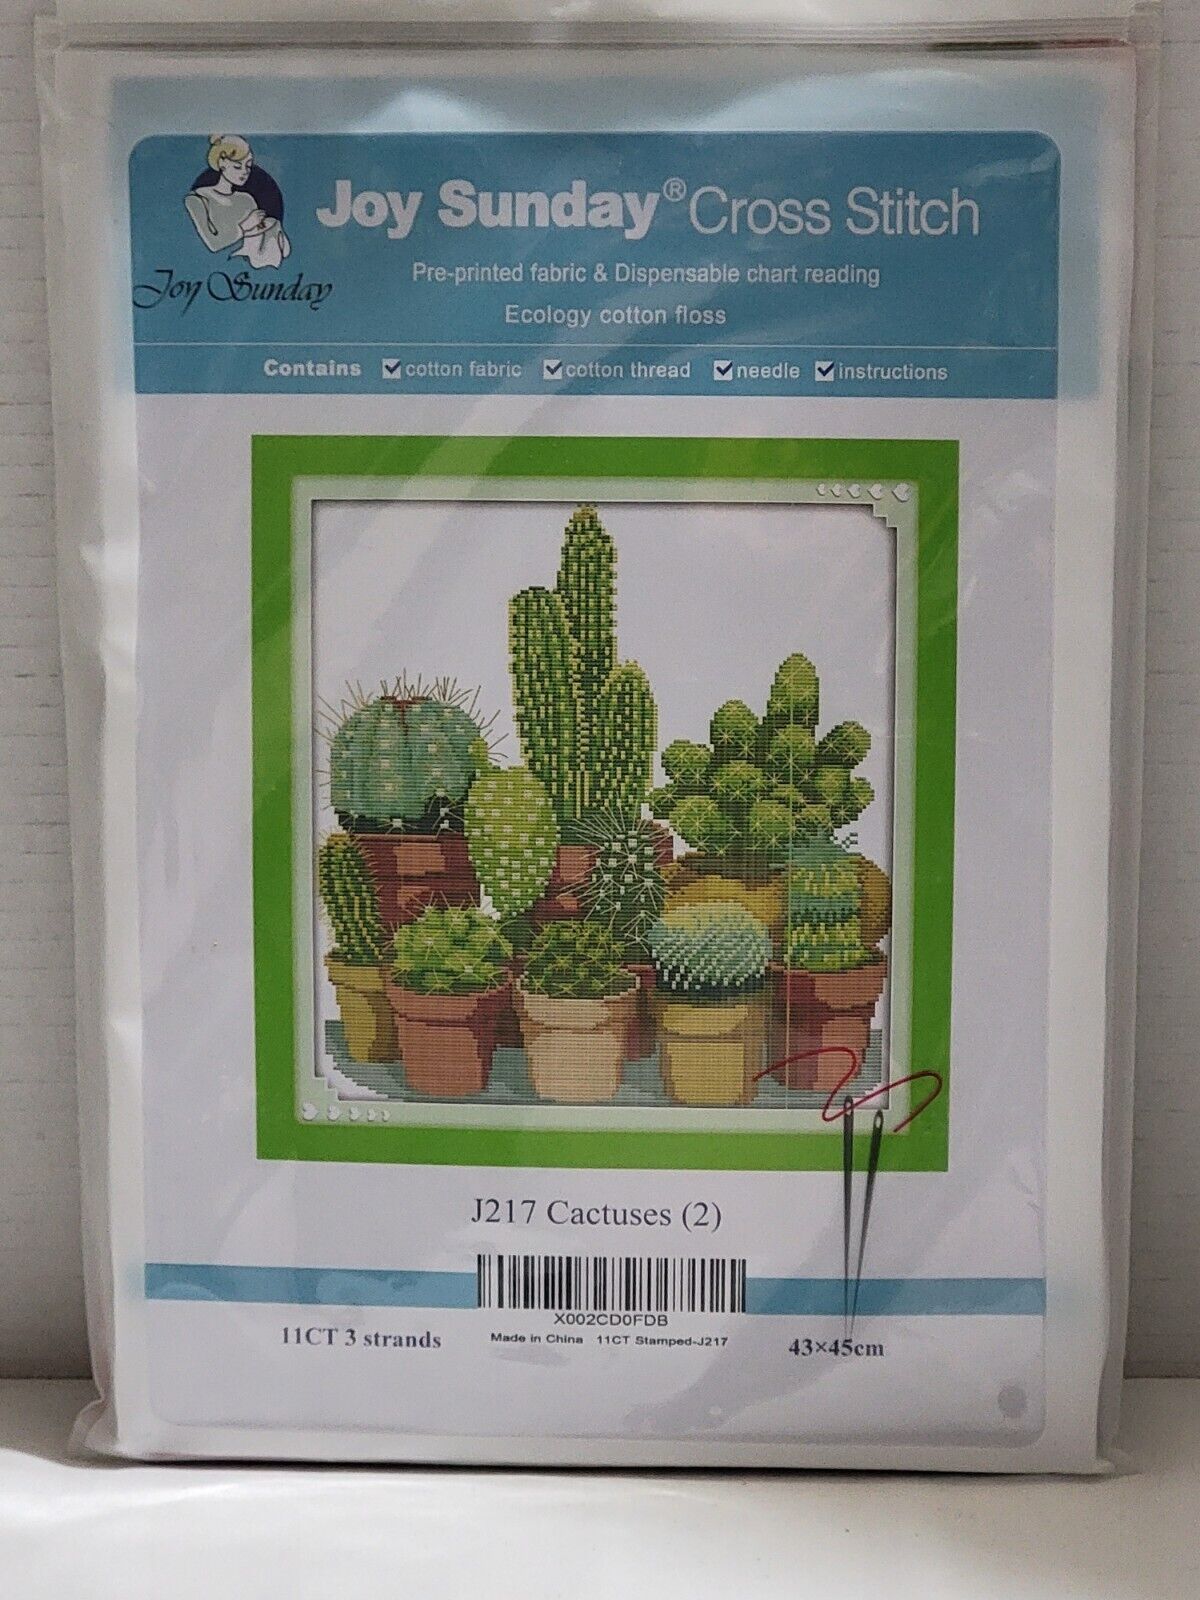 Joy Sunday® Cross Stitch
Joy Sunday
Pre-printed fabric & Dispensable chart reading
Ecology cotton floss
Contains cotton fabric cotton thread needle instructions
J217 Cactuses (2)
X002CD0FDB
11CT 3 strands
Made in China 11CT Stamped-J217
43×45cm